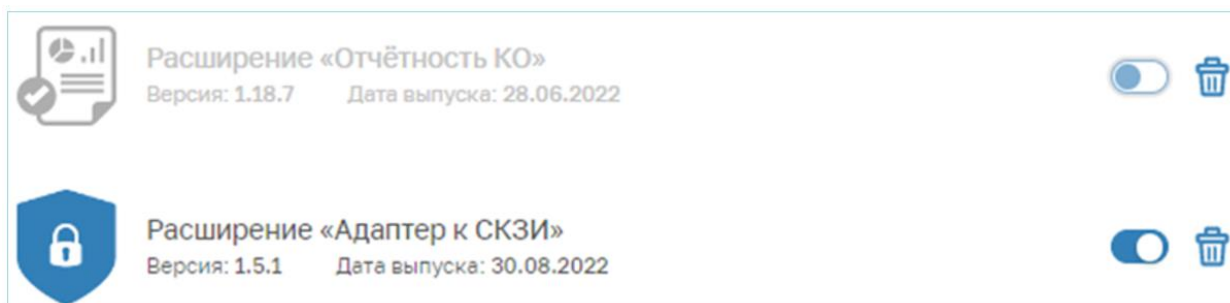 Расширение «Отчётность КО»
Версия: 1.18.7 Дата выпуска: 28.06.2022
Расширение «Адаптер к СКЗИ»
Версия: 1.5.1 Дата выпуска: 30.08.2022